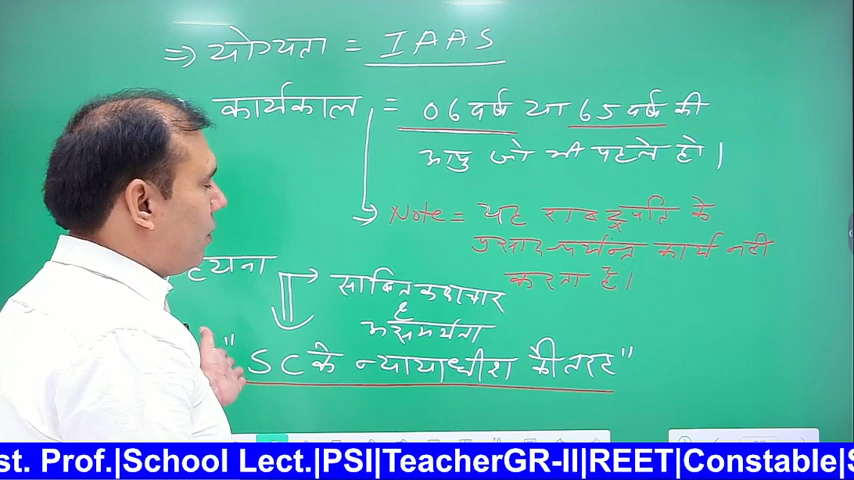 ⇒ योग्यता = IAAS
कार्यकाल = 06 वर्ष या 65 वर्ष की
आयु जो भी पहले हो।
→ Note = यह राष्ट्रपति के
प्रसाद-पर्यन्त कार्य नही
करता है।
हटाना → साबित कदाचार
& असमर्थता
"SC के न्यायाधीश की तरह"
st. Prof.|School Lect.|PSI|TeacherGR-II|REET|Constable|S